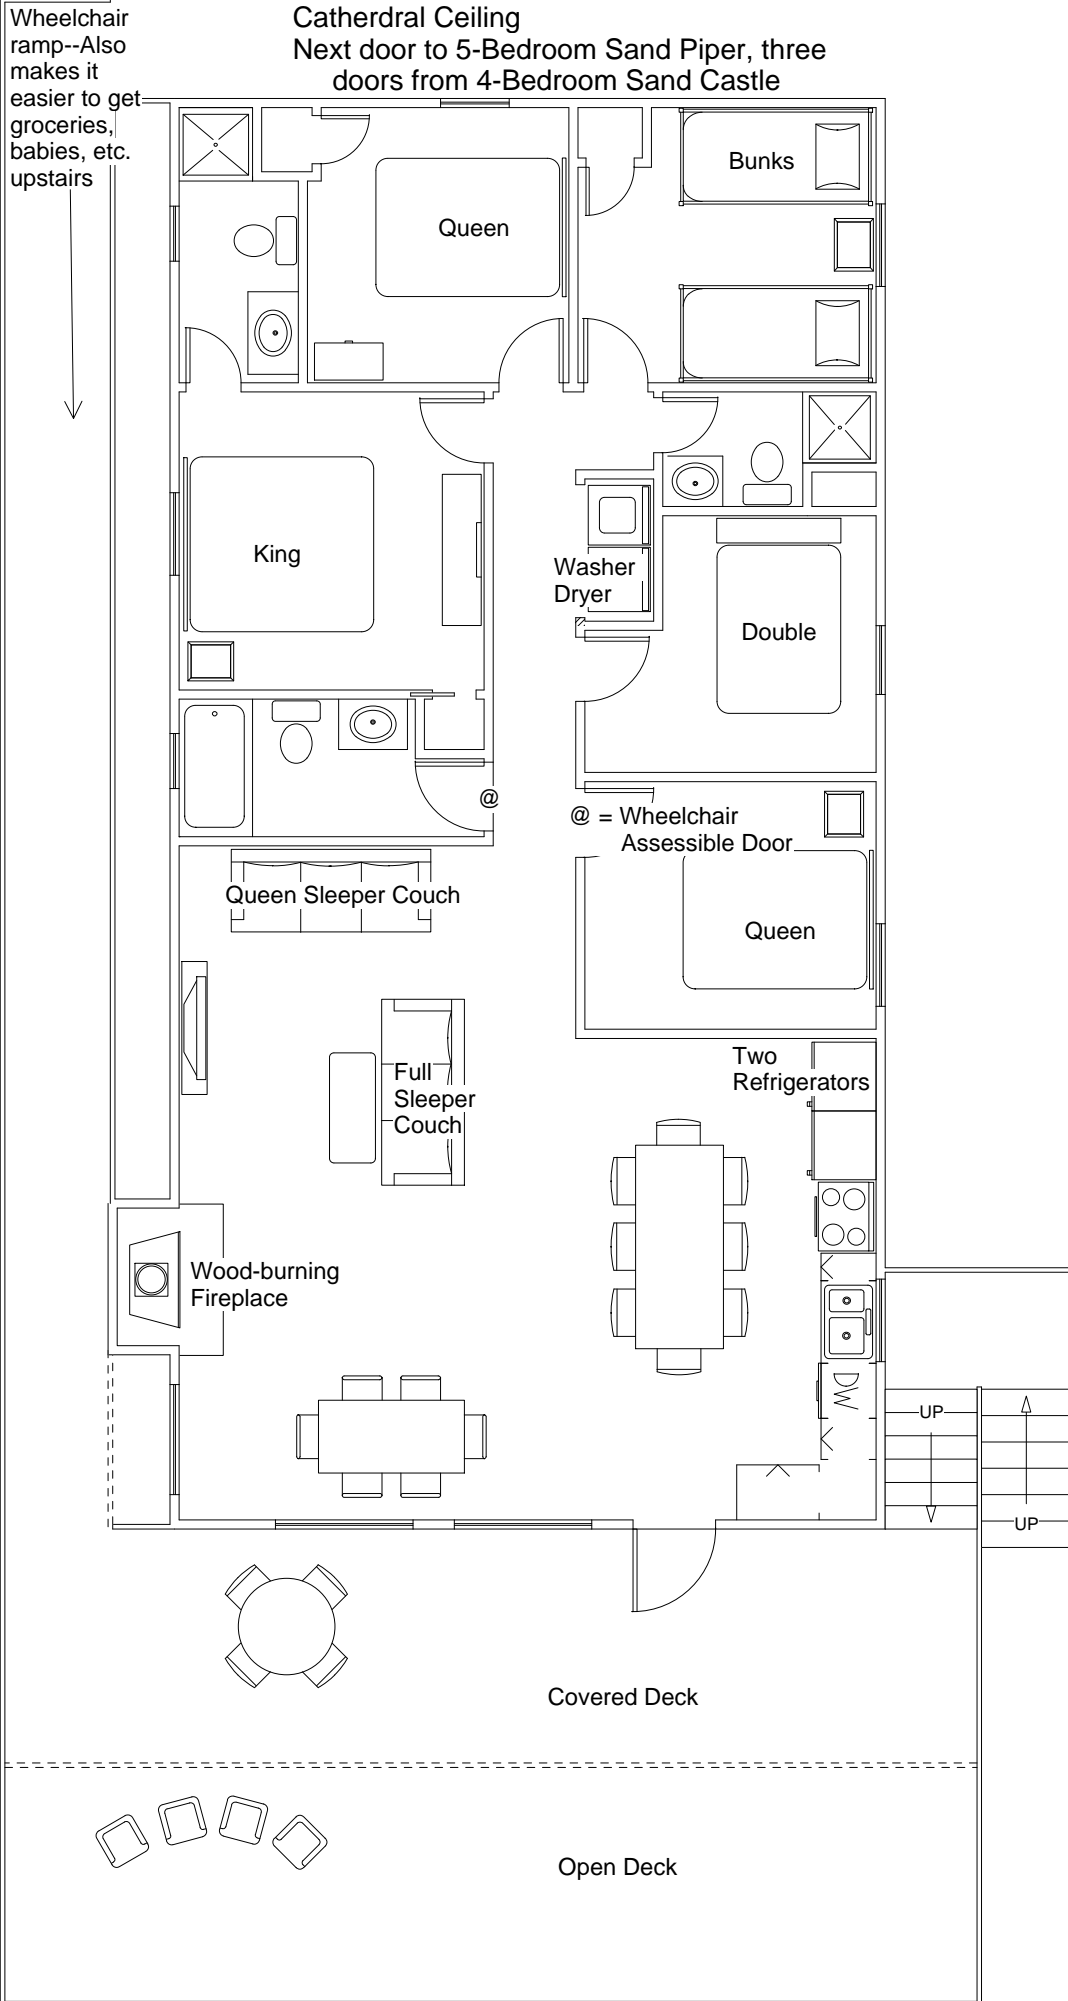 Wheelchair
ramp--Also
makes it
easier to get
groceries,
babies, etc.
upstairs
Catherdral Ceiling
Next door to 5-Bedroom Sand Piper, three
doors from 4-Bedroom Sand Castle
Bunks
Queen
King
Washer
Dryer
Double
@
@ = Wheelchair
Assessible Door
Queen Sleeper Couch
Queen
Two
Refrigerators
Full
Sleeper
Couch
Wood-burning
Fireplace
DW
UP
UP
Covered Deck
Open Deck